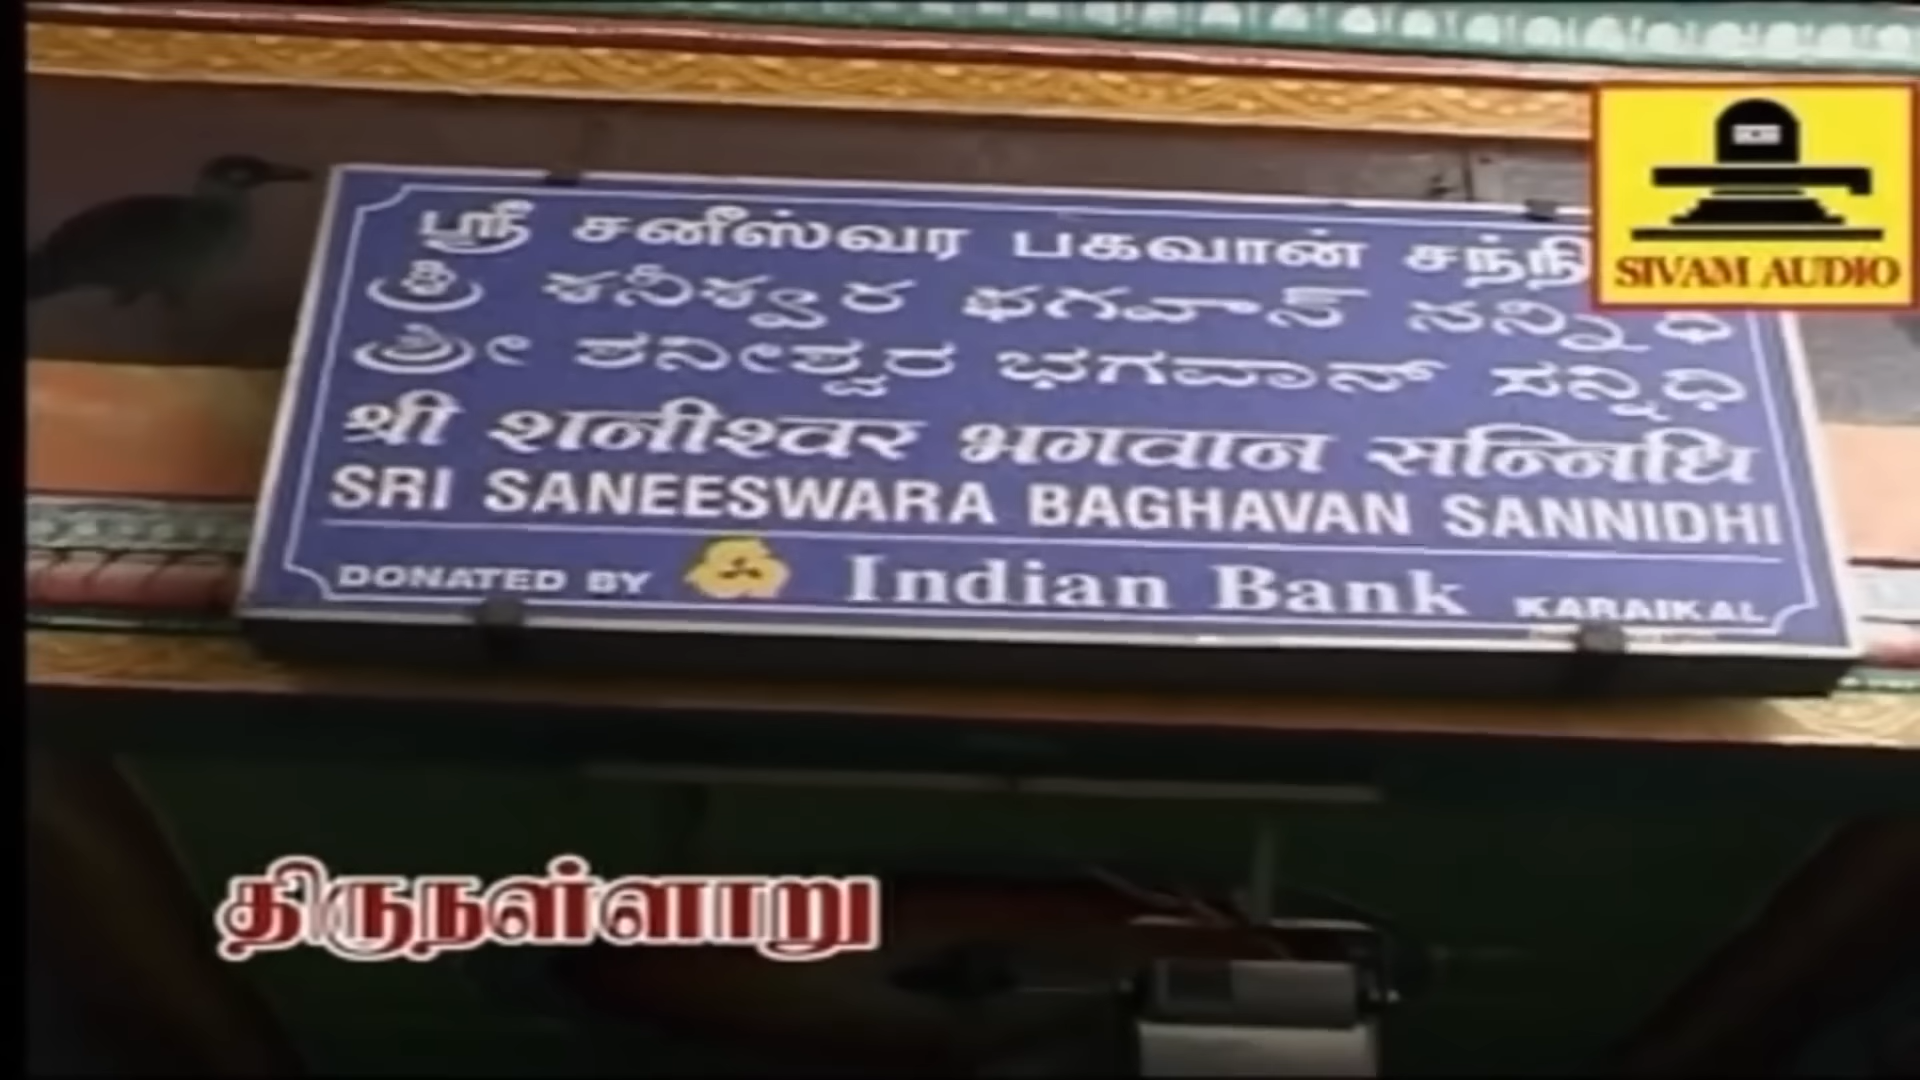 ஸ்ரீ சனீஸ்வர பகவான் சந்நி
SIVAM AUDIO
శ్రీ శనీశ్వర భగవాన్ సన్నిధి
ಶ್ರೀ ಶನೀಶ್ವರ ಭಗವಾನ್ ಸನ್ನಿಧಿ
श्री शनीश्वर भगवान सन्निधि
SRI SANEESWARA BAGHAVAN SANNIDHI
DONATED BY Indian Bank KARAIKAL
திருநள்ளாறு